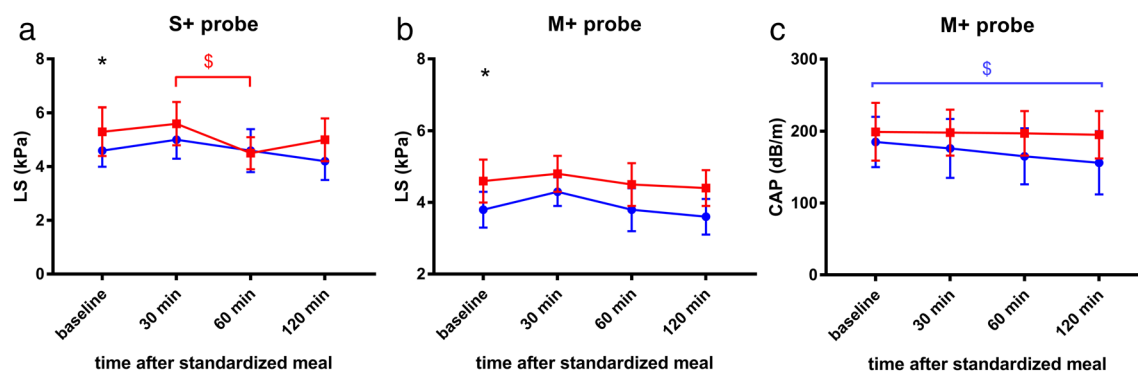 a
S+ probe
LS (kPa)
8
6
4
2
0
*
$
baseline
30 min
60 min
120 min
time after standardized meal
b
M+ probe
LS (kPa)
8
6
4
2
*
baseline
30 min
60 min
120 min
time after standardized meal
c
M+ probe
CAP (dB/m)
300
200
100
0
$
baseline
30 min
60 min
120 min
time after standardized meal